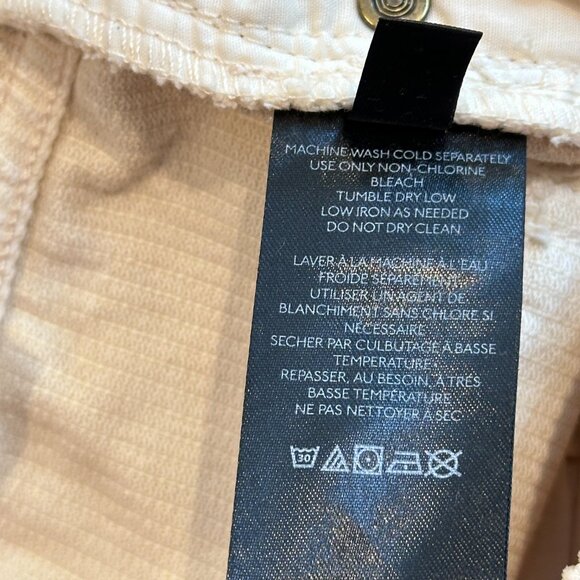 MACHINE WASH COLD SEPARATELY
USE ONLY NON-CHLORINE
BLEACH
TUMBLE DRY LOW
LOW IRON AS NEEDED
DO NOT DRY CLEAN
LAVER À LA MACHINE À L'EAU
FROIDE SÉPARÉMENT
UTILISER UN AGENT DE
BLANCHIMENT SANS CHLORE SI
NÉCESSAIRE
SECHER PAR CULBUTAGE À BASSE
TEMPERATURE
REPASSER, AU BESOIN, À TRÈS
BASSE TEMPÉRATURE
NE PAS NETTOYER À SEC
30